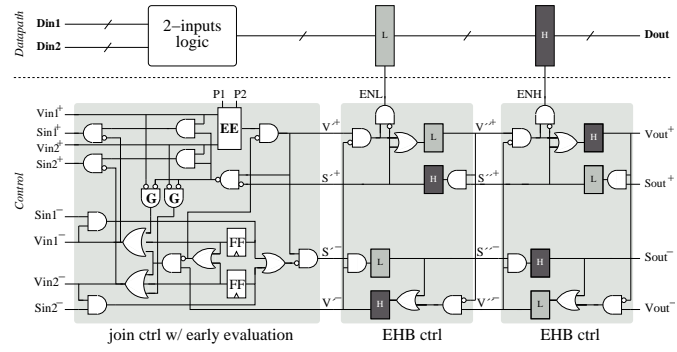 Datapath
Din1
Din2
2-inputs
logic
L
H
Dout
Control
P1 P2
ENL
ENH
Vin1+
Sin1+
Vin2+
Sin2+
EE
G G
V'+
S'+
L
H
V''+
S''+
H
L
Vout+
Sout+
Sin1−
Vin1−
Vin2−
Sin2−
FF
FF
S'−
V'−
L
H
S''−
V''−
H
L
Sout−
Vout−
join ctrl w/ early evaluation
EHB ctrl
EHB ctrl